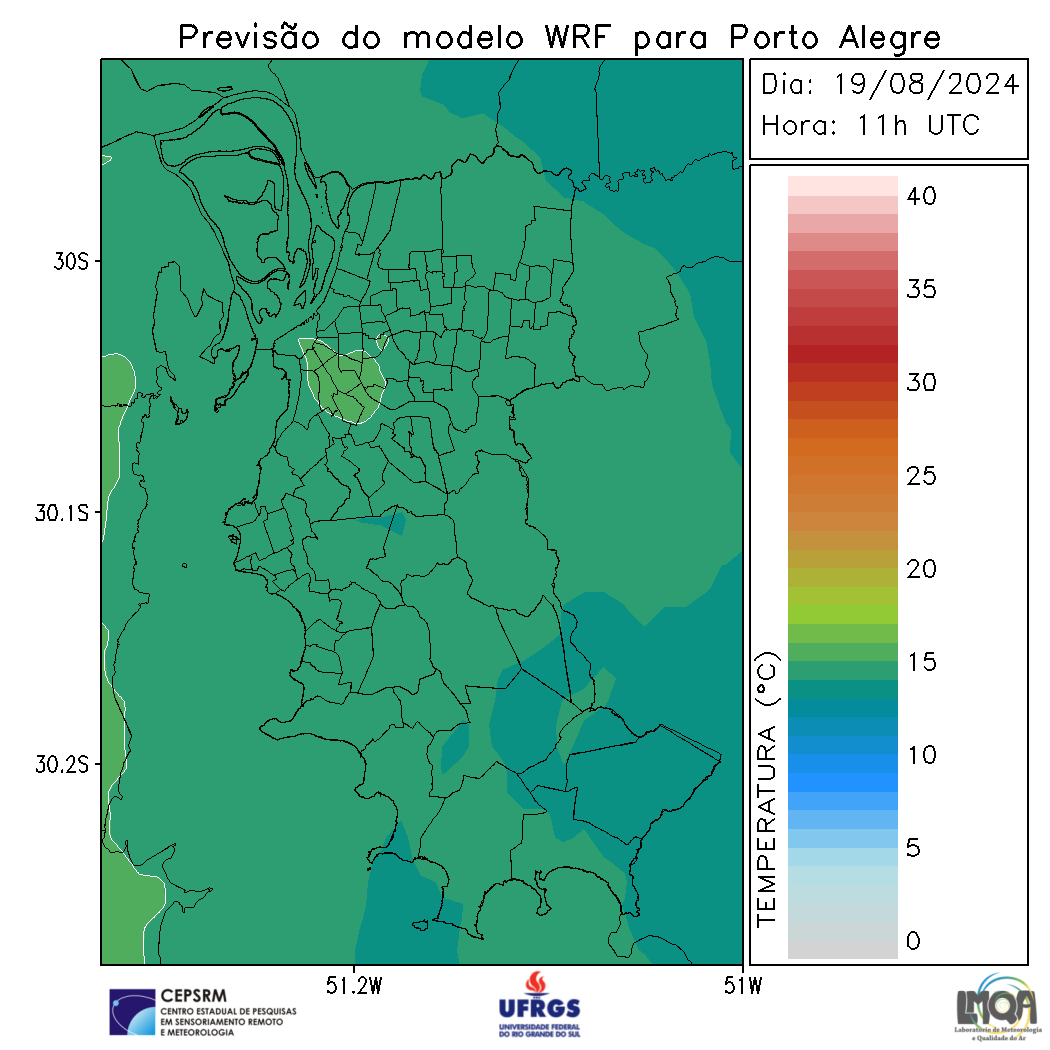 Previsão do modelo WRF para Porto Alegre
Dia: 19/08/2024
Hora: 11h UTC
40
35
30
25
20
15
10
5
0
TEMPERATURA (°C)
30S
30.1S
30.2S
51.2W
51W
CEPSRM
CENTRO ESTADUAL DE PESQUISAS
EM SENSORIAMENTO REMOTO
E METEOROLOGIA
UFRGS
UNIVERSIDADE FEDERAL
DO RIO GRANDE DO SUL
LMQA
Laboratório de Meteorologia
e Qualidade do Ar